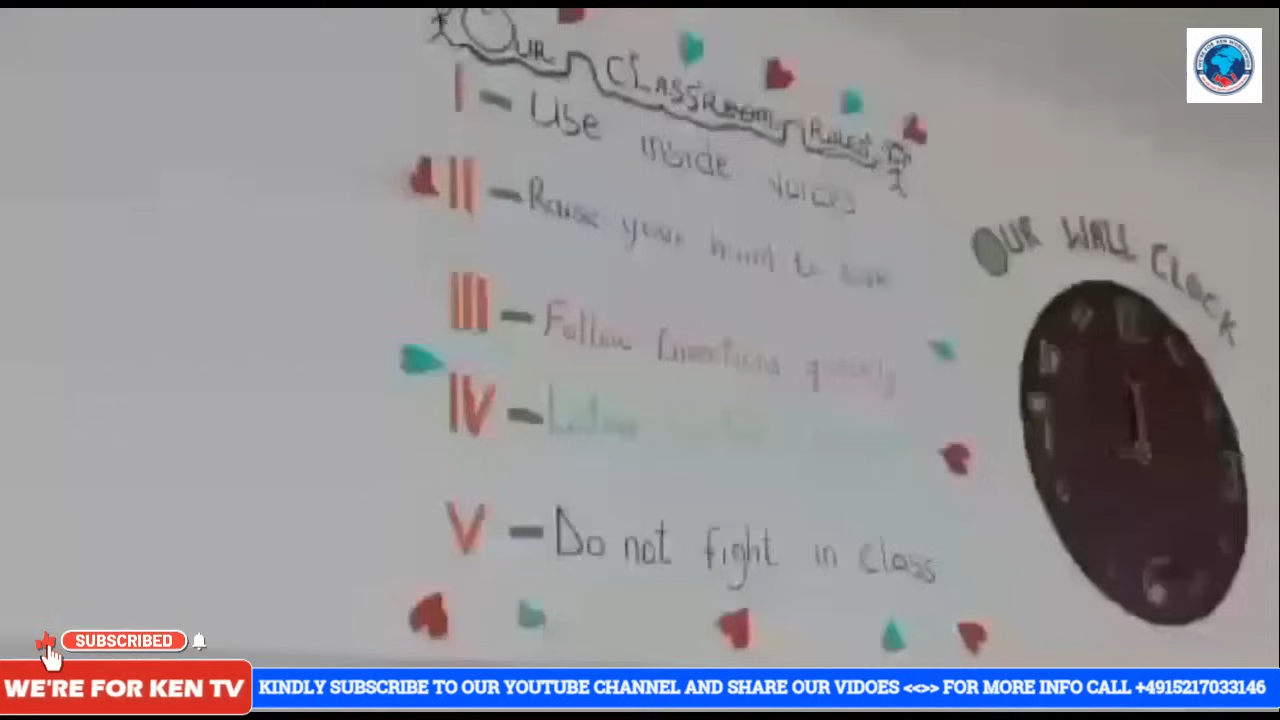 OUR CLASSROOM RULES
I - Use inside voices
II - Raise your hand to
III - Follow Directions quickly
IV - Listen
V - Do not fight in class
OUR WALL CLOCK
SUBSCRIBED
WE'RE FOR KEN TV
KINDLY SUBSCRIBE TO OUR YOUTUBE CHANNEL AND SHARE OUR VIDOES <<>> FOR MORE INFO CALL +4915217033146